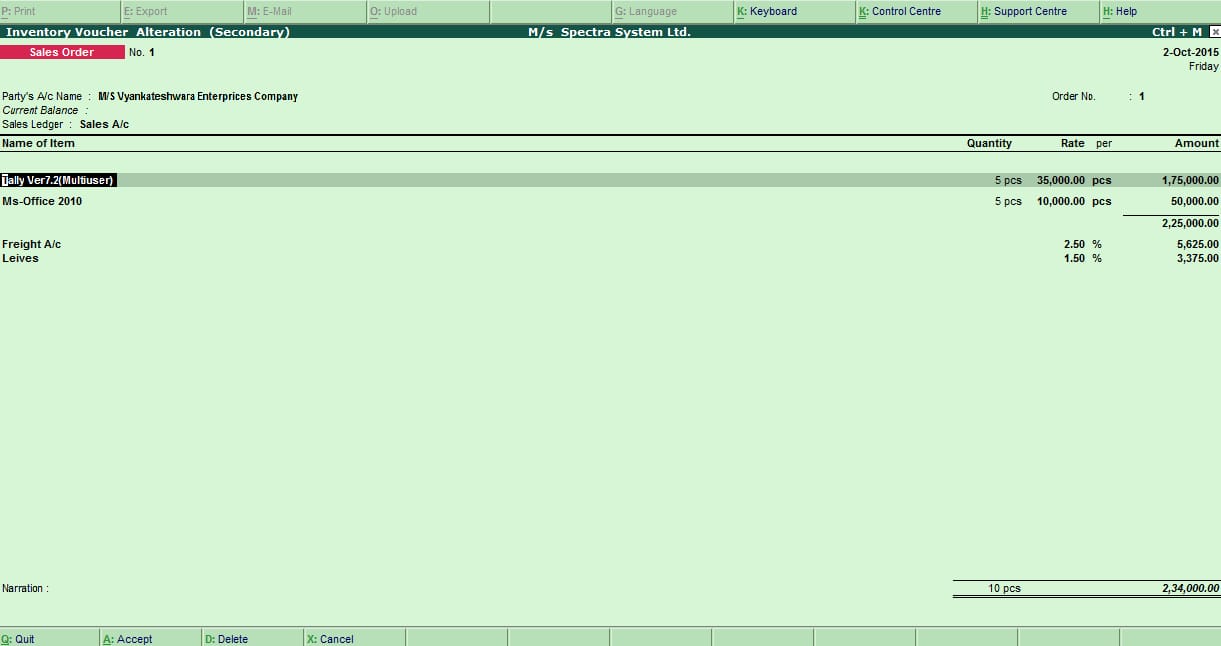 P: Print E: Export M: E-Mail O: Upload G: Language K: Keyboard K: Control Centre H: Support Centre H: Help
Inventory Voucher Alteration (Secondary) M/s Spectra System Ltd. Ctrl + M
Sales Order No. 1 2-Oct-2015
Friday
Party's A/c Name : M/S Vyankateshwara Enterprices Company Order No. : 1
Current Balance :
Sales Ledger : Sales A/c
Name of Item Quantity Rate per Amount
Tally Ver7.2(Multiuser) 5 pcs 35,000.00 pcs 1,75,000.00
Ms-Office 2010 5 pcs 10,000.00 pcs 50,000.00
2,25,000.00
Freight A/c 2.50 % 5,625.00
Leives 1.50 % 3,375.00
Narration : 10 pcs 2,34,000.00
Q: Quit A: Accept D: Delete X: Cancel